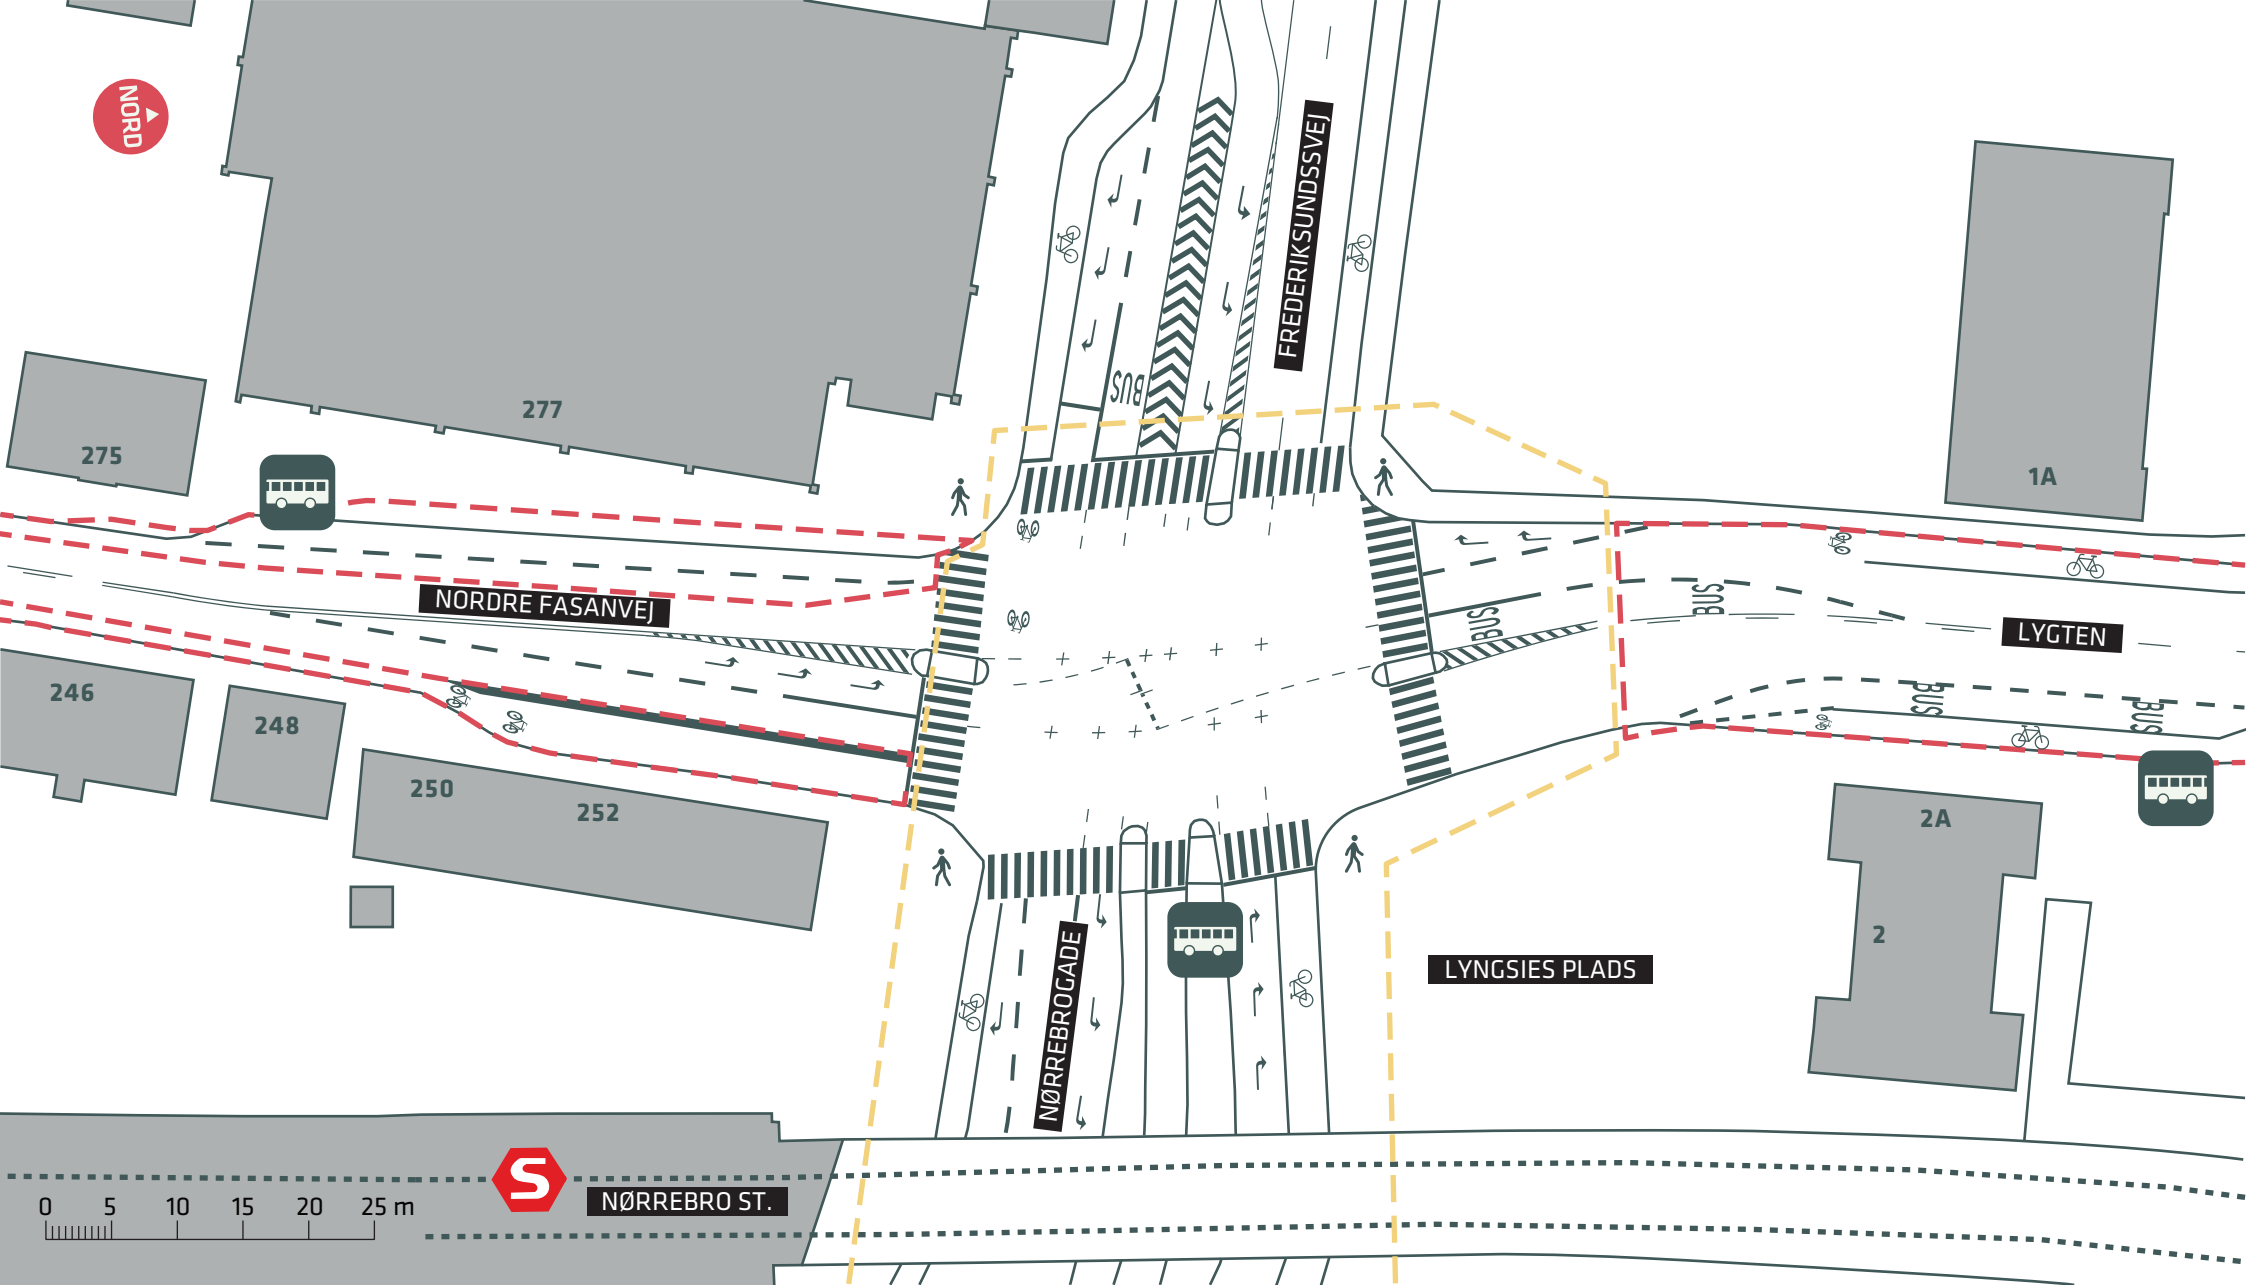 NORD
FREDERIKSUNDSVEJ
277
275
1A
BUS
NORDRE FASANVEJ
BUS
BUS
LYGTEN
246
248
250
252
BUS
BUS
2A
2
NØRREBROGADE
LYNGSIES PLADS
S
NØRREBRO ST.
0 5 10 15 20 25 m